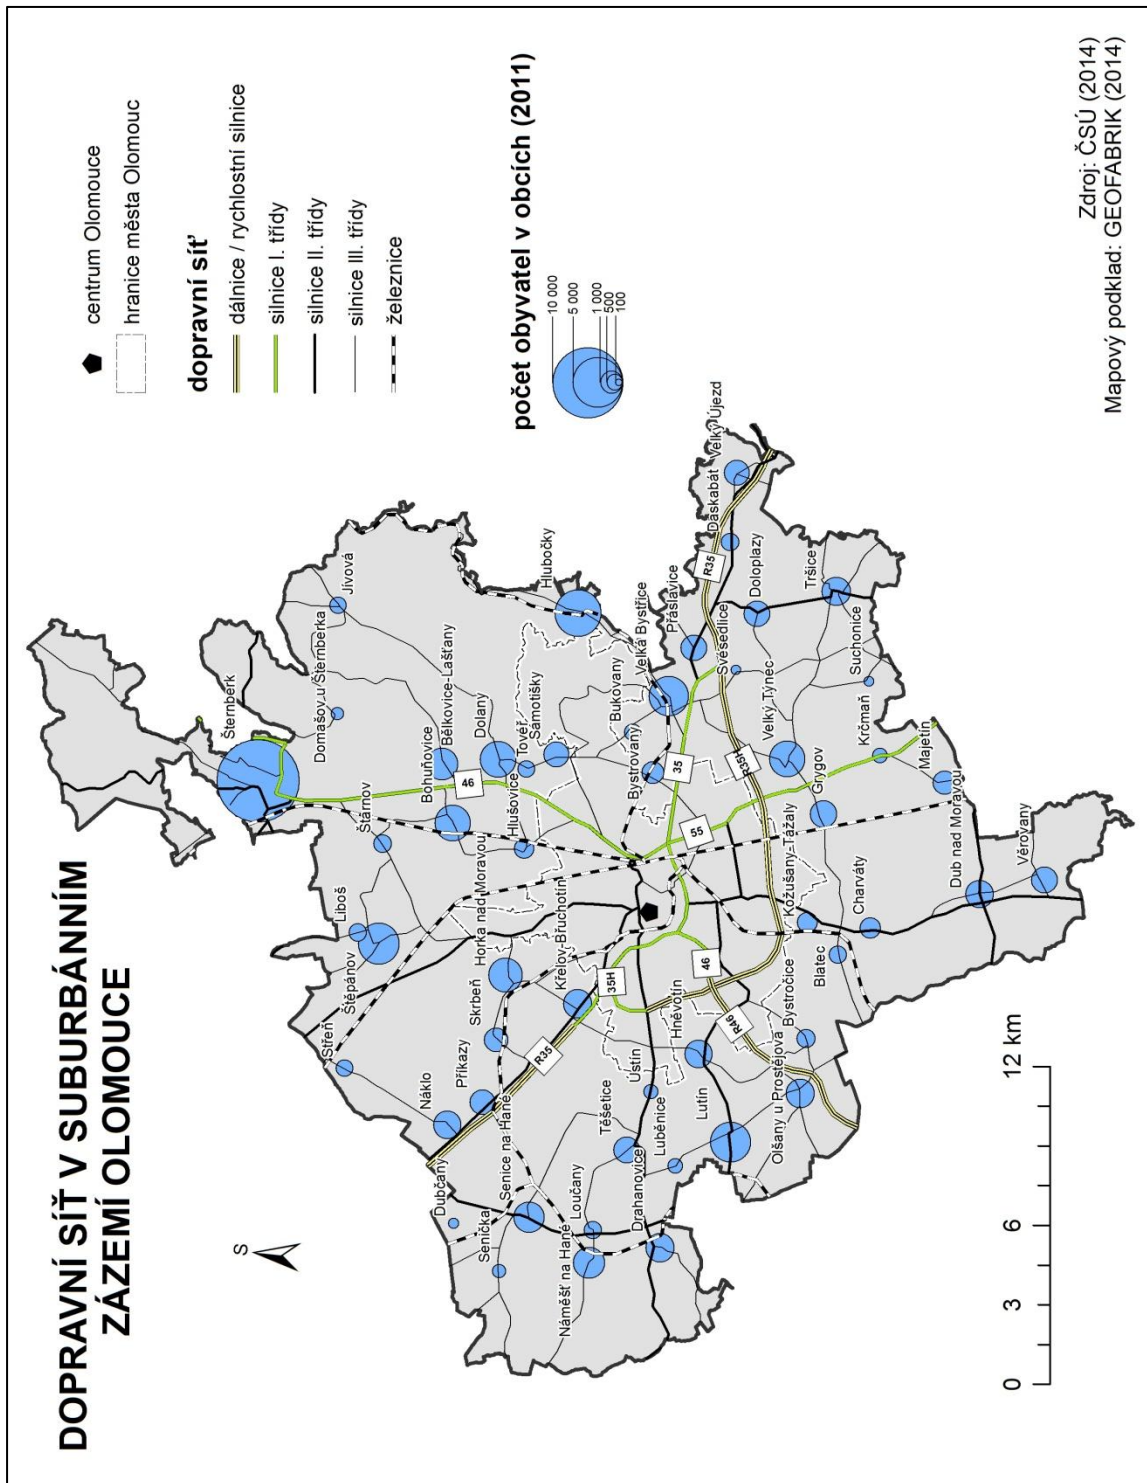 DOPRAVNÍ SÍŤ V SUBURBÁNNÍM
ZÁZEMÍ OLOMOUCE
S
centrum Olomouce
hranice města Olomouc
dopravní síť
dálnice / rychlostní silnice
silnice I. třídy
silnice II. třídy
silnice III. třídy
železnice
počet obyvatel v obcích (2011)
10 000
5 000
1 000
500
100
Šternberk
Domašov u Šternberka
Jívová
Štarnov
Liboš
Štěpánov
Střeň
Bohuňovice
Bělkovice-Lašťany
46
Dolany
Tovéř
Samotišky
Hlušovice
Horka nad Moravou
Skrbeň
Křelov-Břuchotín
Příkazy
Náklo
R35
Dubčany
Senice na Hané
Senička
Loučany
Náměšť na Hané
Drahanovice
Těšetice
Luběnice
Ústín
Hněvotín
Lutín
Olšany u Prostějova
35H
46
R46
Hlubočky
Bukovany
Velká Bystřice
Bystrovany
35
55
R35H
Přáslavice
Svésedlice
R35
Daskabát
Velký Újezd
Doloplazy
Tršice
Suchonice
Velký Týnec
Grygov
Krčmaň
Majetín
Kožušany-Tážaly
Charváty
Blatec
Bystročice
Dub nad Moravou
Věrovany
0
3
6
12 km
Zdroj: ČSÚ (2014)
Mapový podklad: GEOFABRIK (2014)